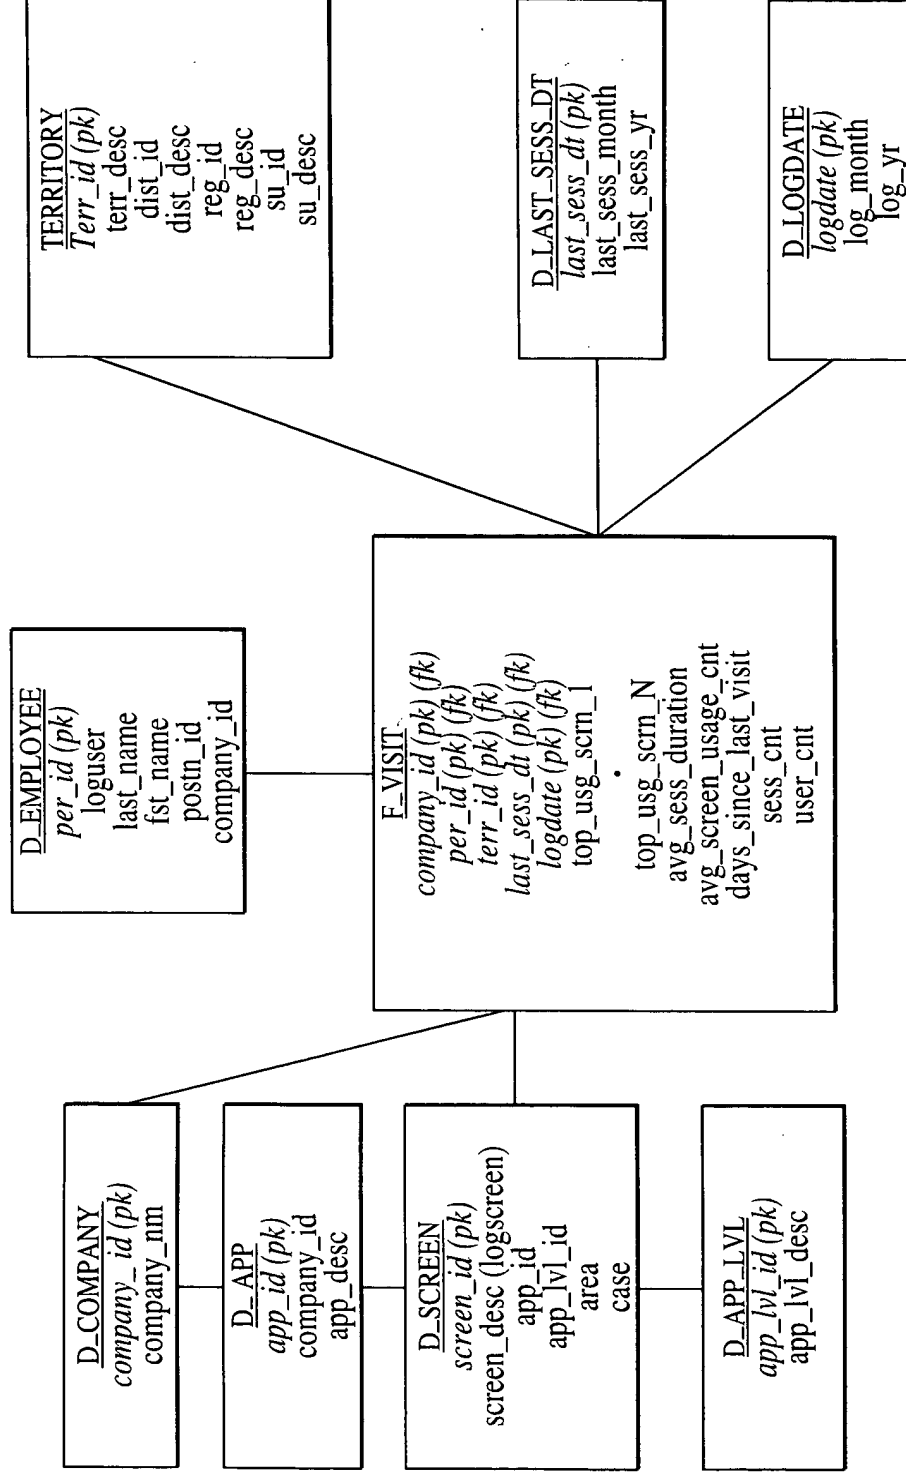 D_COMPANY
company_id (pk)
company_nm
D_APP
app_id (pk)
company_id
app_desc
D_SCREEN
screen_id (pk)
screen_desc (logscreen)
app_id
app_lvl_id
area
case
D_APP_LVL
app_lvl_id (pk)
app_lvl_desc
D_EMPLOYEE
per_id (pk)
loguser
last_name
fst_name
postn_id
company_id
F_VISIT
company_id (pk) (fk)
per_id (pk) (fk)
terr_id (pk) (fk)
last_sess_dt (pk) (fk)
logdate (pk) (fk)
top_usg_scrn_1
top_usg_scrn_N
avg_sess_duration
avg_screen_usage_cnt
days_since_last_visit
sess_cnt
user_cnt
TERRITORY
Terr_id (pk)
terr_desc
dist_id
dist_desc
reg_id
reg_desc
su_id
su_desc
D_LAST_SESS_DT
last_sess_dt (pk)
last_sess_month
last_sess_yr
D_LOGDATE
logdate (pk)
log_month
log_yr